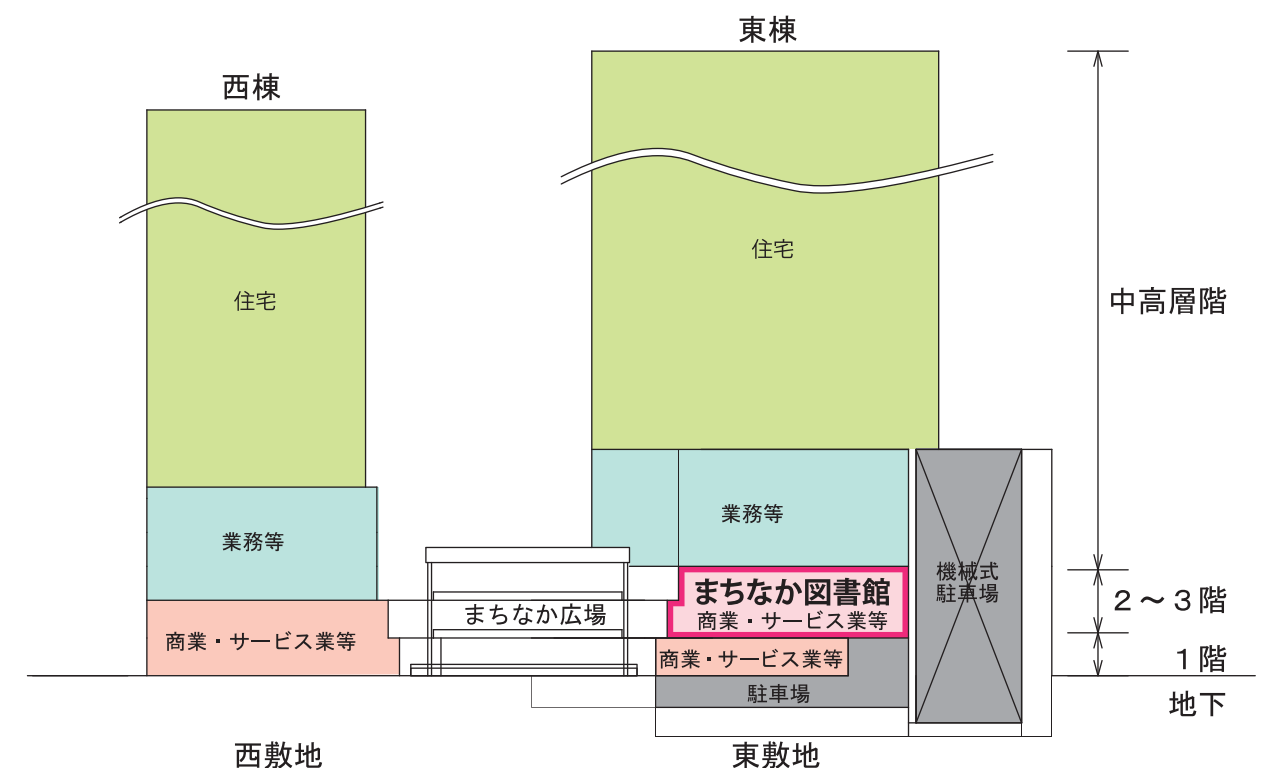 東棟
西棟
住宅
住宅
中高層階
業務等
業務等
機械式
駐車場
まちなか図書館
商業・サービス業等
２～３階
まちなか広場
商業・サービス業等
商業・サービス業等
１階
駐車場
地下
西敷地
東敷地